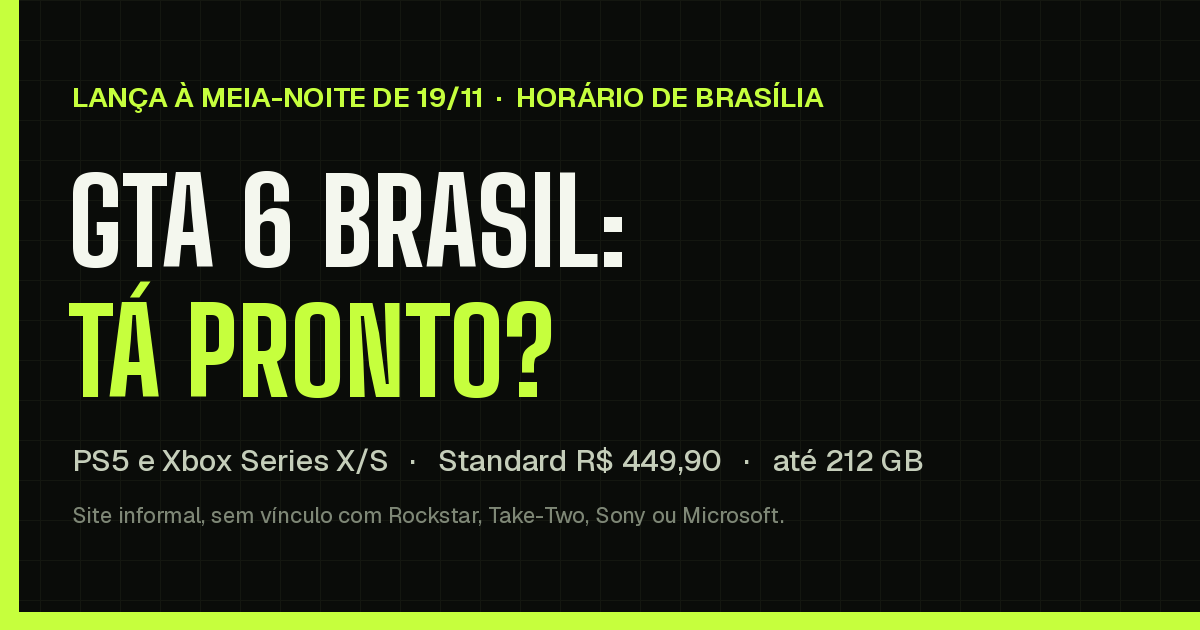 LANÇA À MEIA-NOITE DE 19/11 · HORÁRIO DE BRASÍLIA
GTA 6 BRASIL:
TÁ PRONTO?
PS5 e Xbox Series X/S · Standard R$ 449,90 · até 212 GB
Site informal, sem vínculo com Rockstar, Take-Two, Sony ou Microsoft.